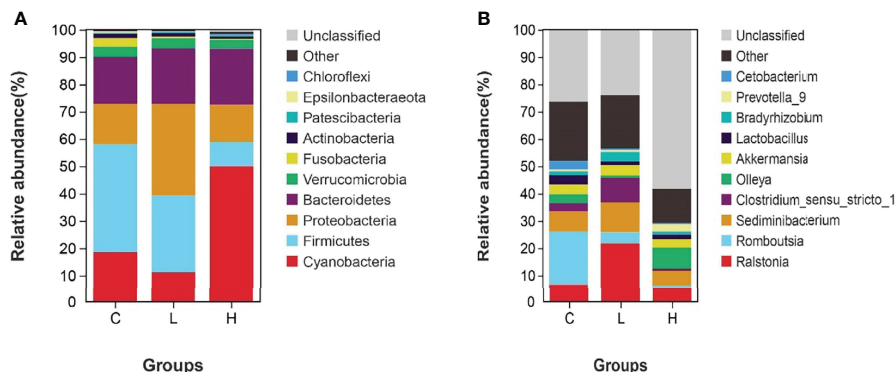 A
Relative abundance(%)
100
90
80
70
60
50
40
30
20
10
0
C L H
Groups
Unclassified
Other
Chloroflexi
Epsilonbacteraeota
Patescibacteria
Actinobacteria
Fusobacteria
Verrucomicrobia
Bacteroidetes
Proteobacteria
Firmicutes
Cyanobacteria
B
Relative abundance(%)
100
90
80
70
60
50
40
30
20
10
0
C L H
Groups
Unclassified
Other
Cetobacterium
Prevotella_9
Bradyrhizobium
Lactobacillus
Akkermansia
Olleya
Clostridium_sensu_stricto_1
Sediminibacterium
Romboutsia
Ralstonia